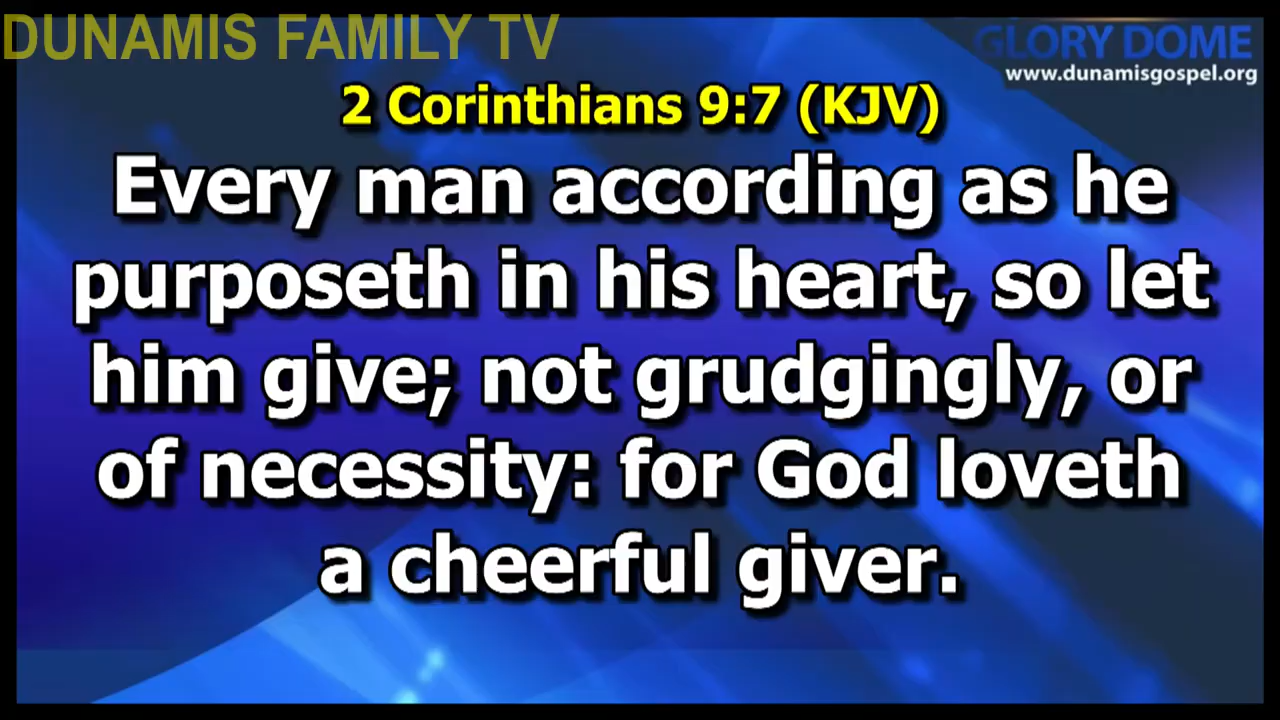 DUNAMIS FAMILY TV
GLORY DOME
www.dunamisgospel.org
2 Corinthians 9:7 (KJV)
Every man according as he
purposeth in his heart, so let
him give; not grudgingly, or
of necessity: for God loveth
a cheerful giver.